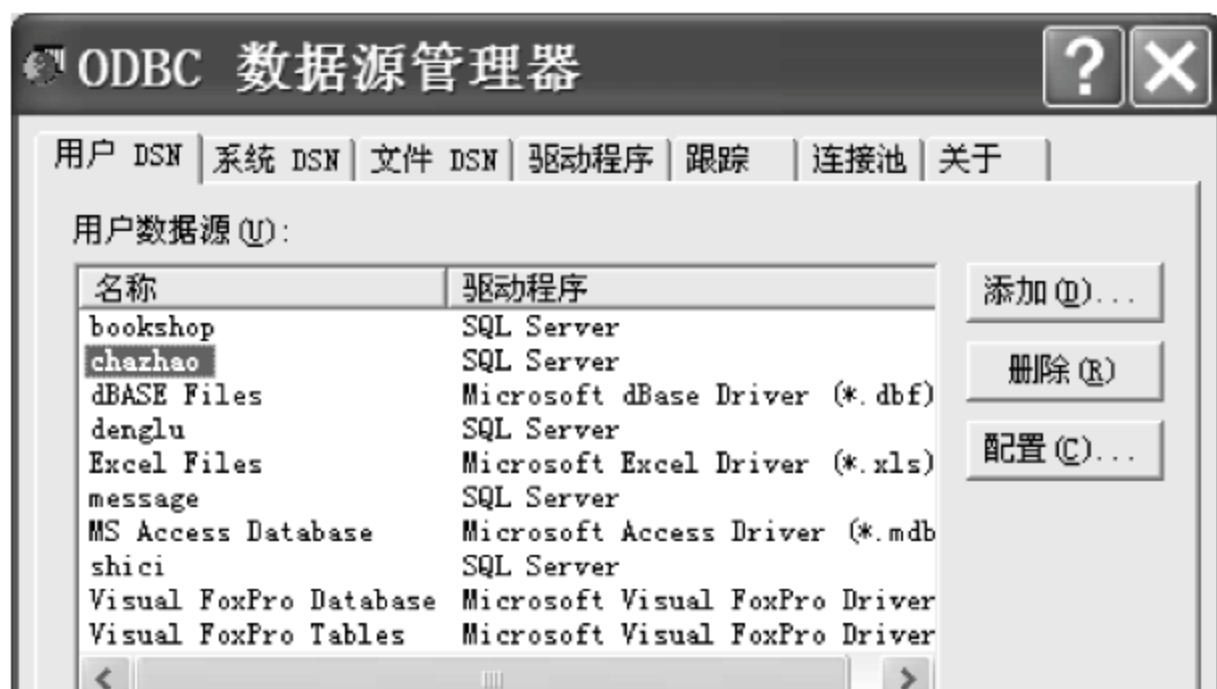 ODBC 数据源管理器
用户 DSN 系统 DSN 文件 DSN 驱动程序 跟踪 连接池 关于
用户数据源(U):
名称 驱动程序 添加(D)...
bookshop SQL Server
chazhao SQL Server 删除(R)
dBASE Files Microsoft dBase Driver (*.dbf)
denglu SQL Server 配置(C)...
Excel Files Microsoft Excel Driver (*.xls)
message SQL Server
MS Access Database Microsoft Access Driver (*.mdb
shici SQL Server
Visual FoxPro Database Microsoft Visual FoxPro Driver
Visual FoxPro Tables Microsoft Visual FoxPro Driver